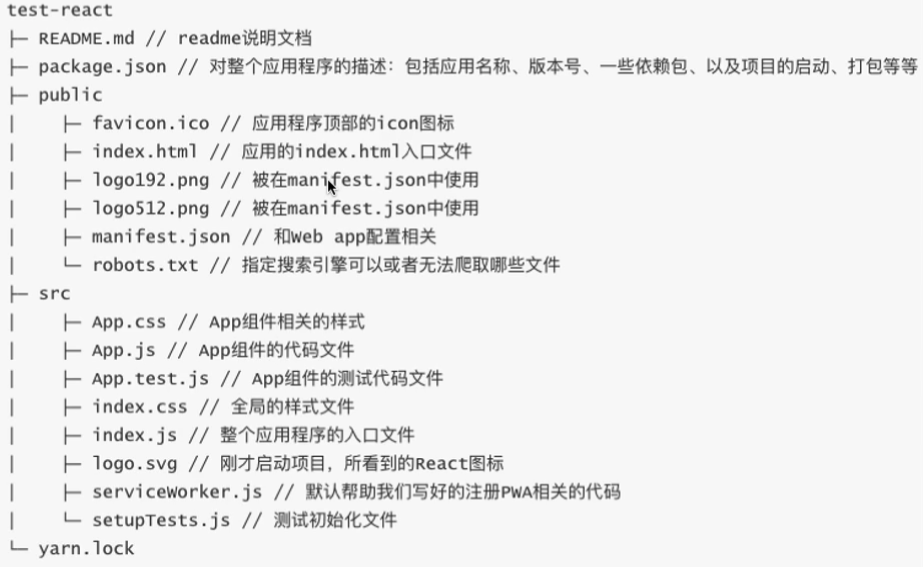 test-react
├─ README.md // readme说明文档
├─ package.json // 对整个应用程序的描述：包括应用名称、版本号、一些依赖包、以及项目的启动、打包等等
├─ public
|    ├─ favicon.ico // 应用程序顶部的icon图标
|    ├─ index.html // 应用的index.html入口文件
|    ├─ logo192.png // 被在manifest.json中使用
|    ├─ logo512.png // 被在manifest.json中使用
|    ├─ manifest.json // 和Web app配置相关
|    └─ robots.txt // 指定搜索引擎可以或者无法爬取哪些文件
├─ src
|    ├─ App.css // App组件相关的样式
|    ├─ App.js // App组件的代码文件
|    ├─ App.test.js // App组件的测试代码文件
|    ├─ index.css // 全局的样式文件
|    ├─ index.js // 整个应用程序的入口文件
|    ├─ logo.svg // 刚才启动项目，所看到的React图标
|    ├─ serviceWorker.js // 默认帮助我们写好的注册PWA相关的代码
|    └─ setupTests.js // 测试初始化文件
└─ yarn.lock